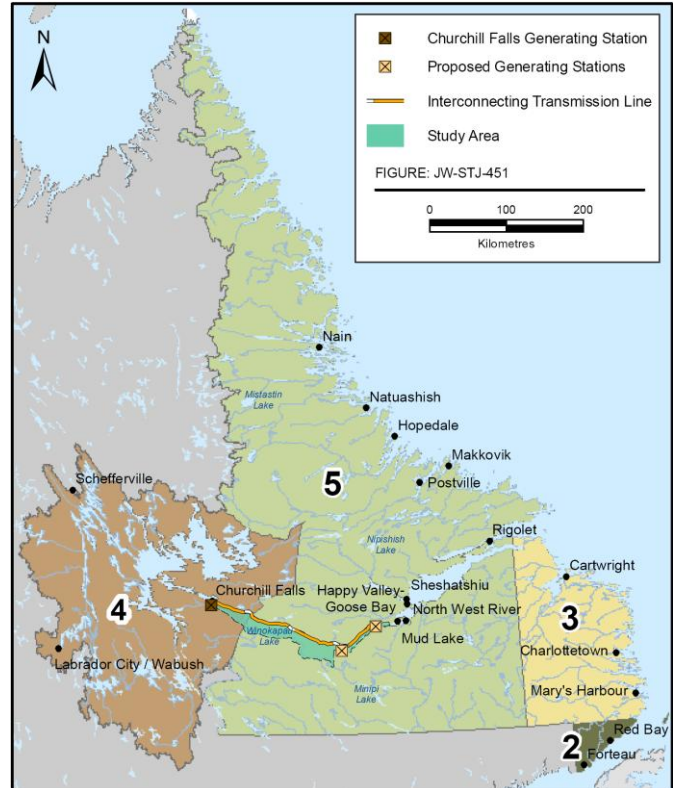 N
Churchill Falls Generating Station
Proposed Generating Stations
Interconnecting Transmission Line
Study Area
FIGURE: JW-STJ-451
0 100 200
Kilometres
Nain
Mistastin
Lake
Natuashish
Hopedale
Makkovik
Postville
Schefferville
5
Nipishish
Lake
Rigolet
Cartwright
Churchill Falls
Happy Valley-
Goose Bay
Sheshatshiu
North West River
Mud Lake
4
Winokapau
Lake
3
Charlottetown
Labrador City / Wabush
Minipi
Lake
Mary's Harbour
2
Red Bay
Forteau